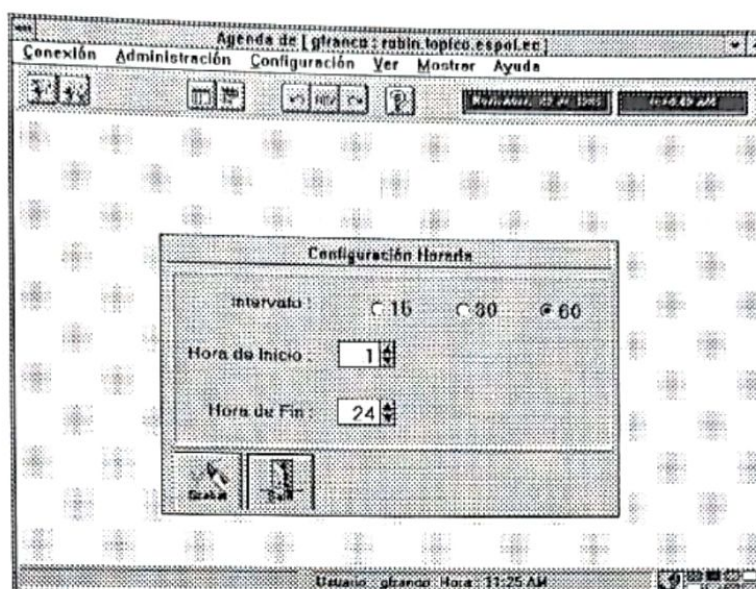 Agenda de [ gfranco : robin.topico.espol.ec ]
Conexión Administración Configuración Ver Mostrar Ayuda
Configuración Horaria
Intervalo : 15 30 60
Hora de Inicio : 1
Hora de Fin : 24
Grabar Salir
Usuario gfranco Hora : 11:25 AM